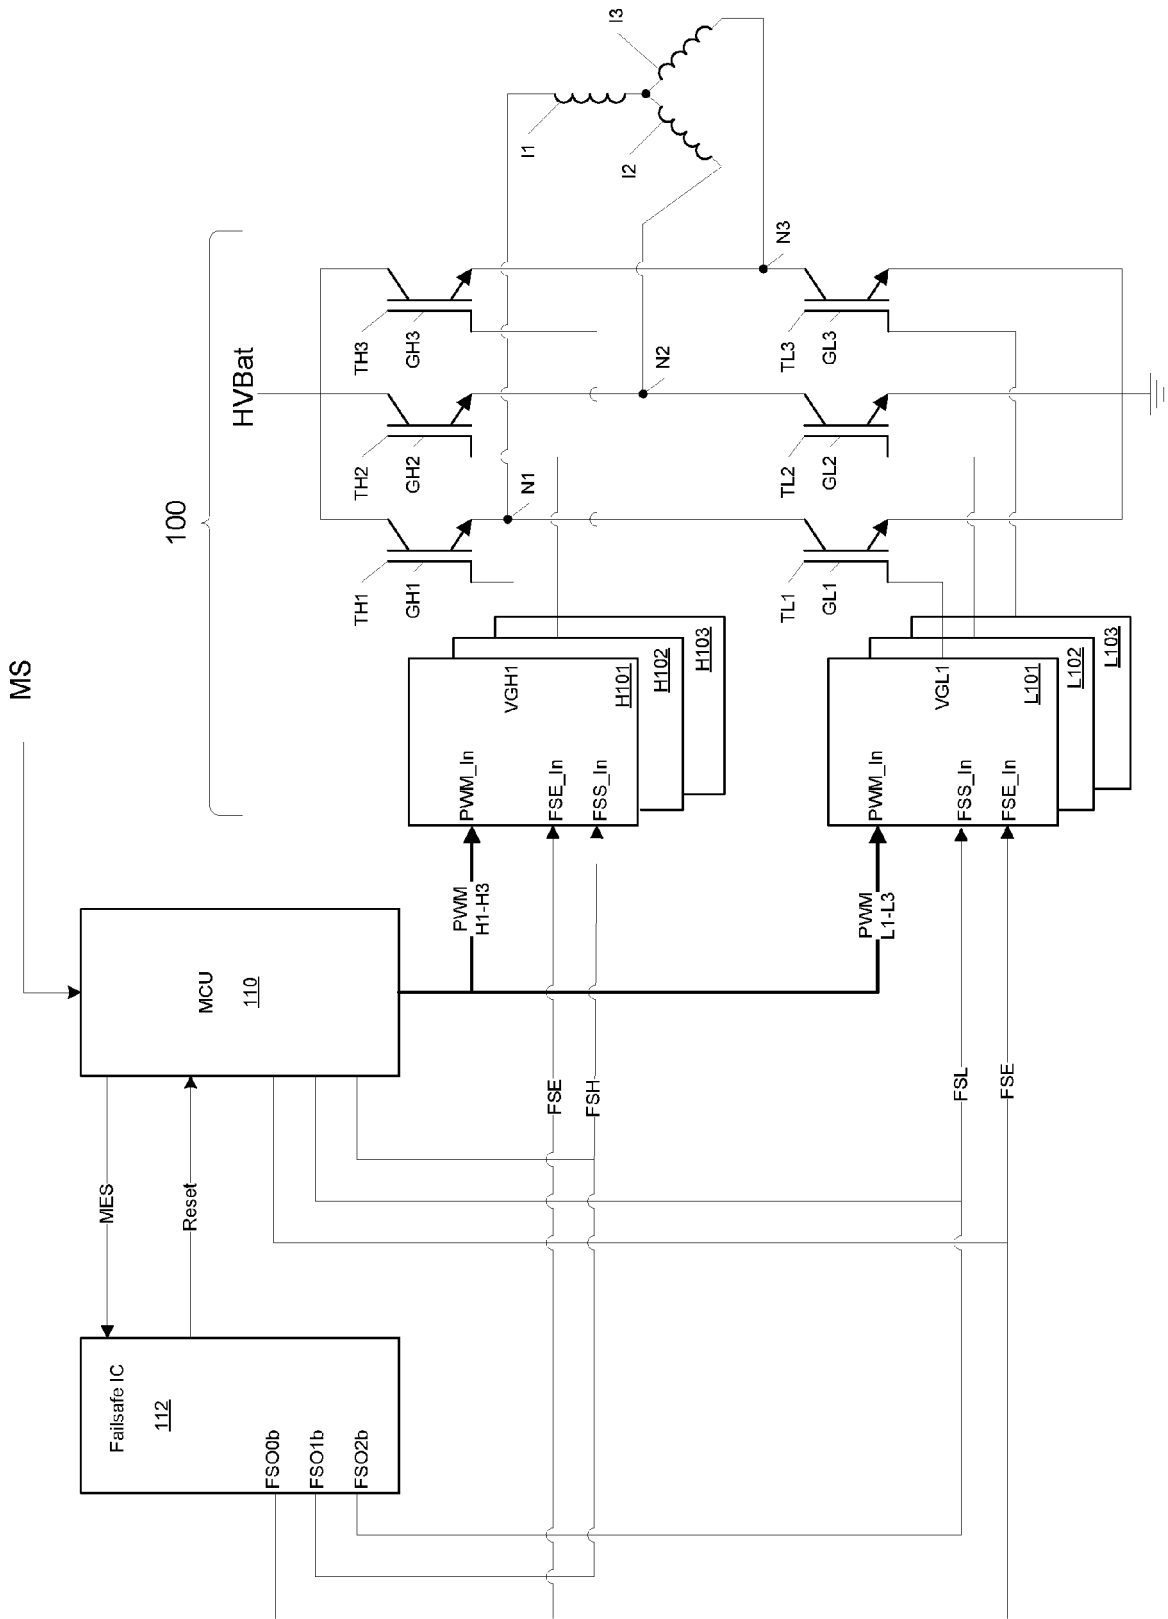 MS
100
HVBat
MCU
110
MES
Reset
Failsafe IC
112
FSO0b
FSO1b
FSO2b
PWM
H1-H3
PWM
L1-L3
FSE
FSH
FSL
FSE
PWM_In
FSE_In
FSS_In
VGH1
H101
H102
H103
PWM_In
FSS_In
FSE_In
VGL1
L101
L102
L103
TH1
GH1
TH2
GH2
TH3
GH3
TL1
GL1
TL2
GL2
TL3
GL3
N1
N2
N3
I1
I2
I3